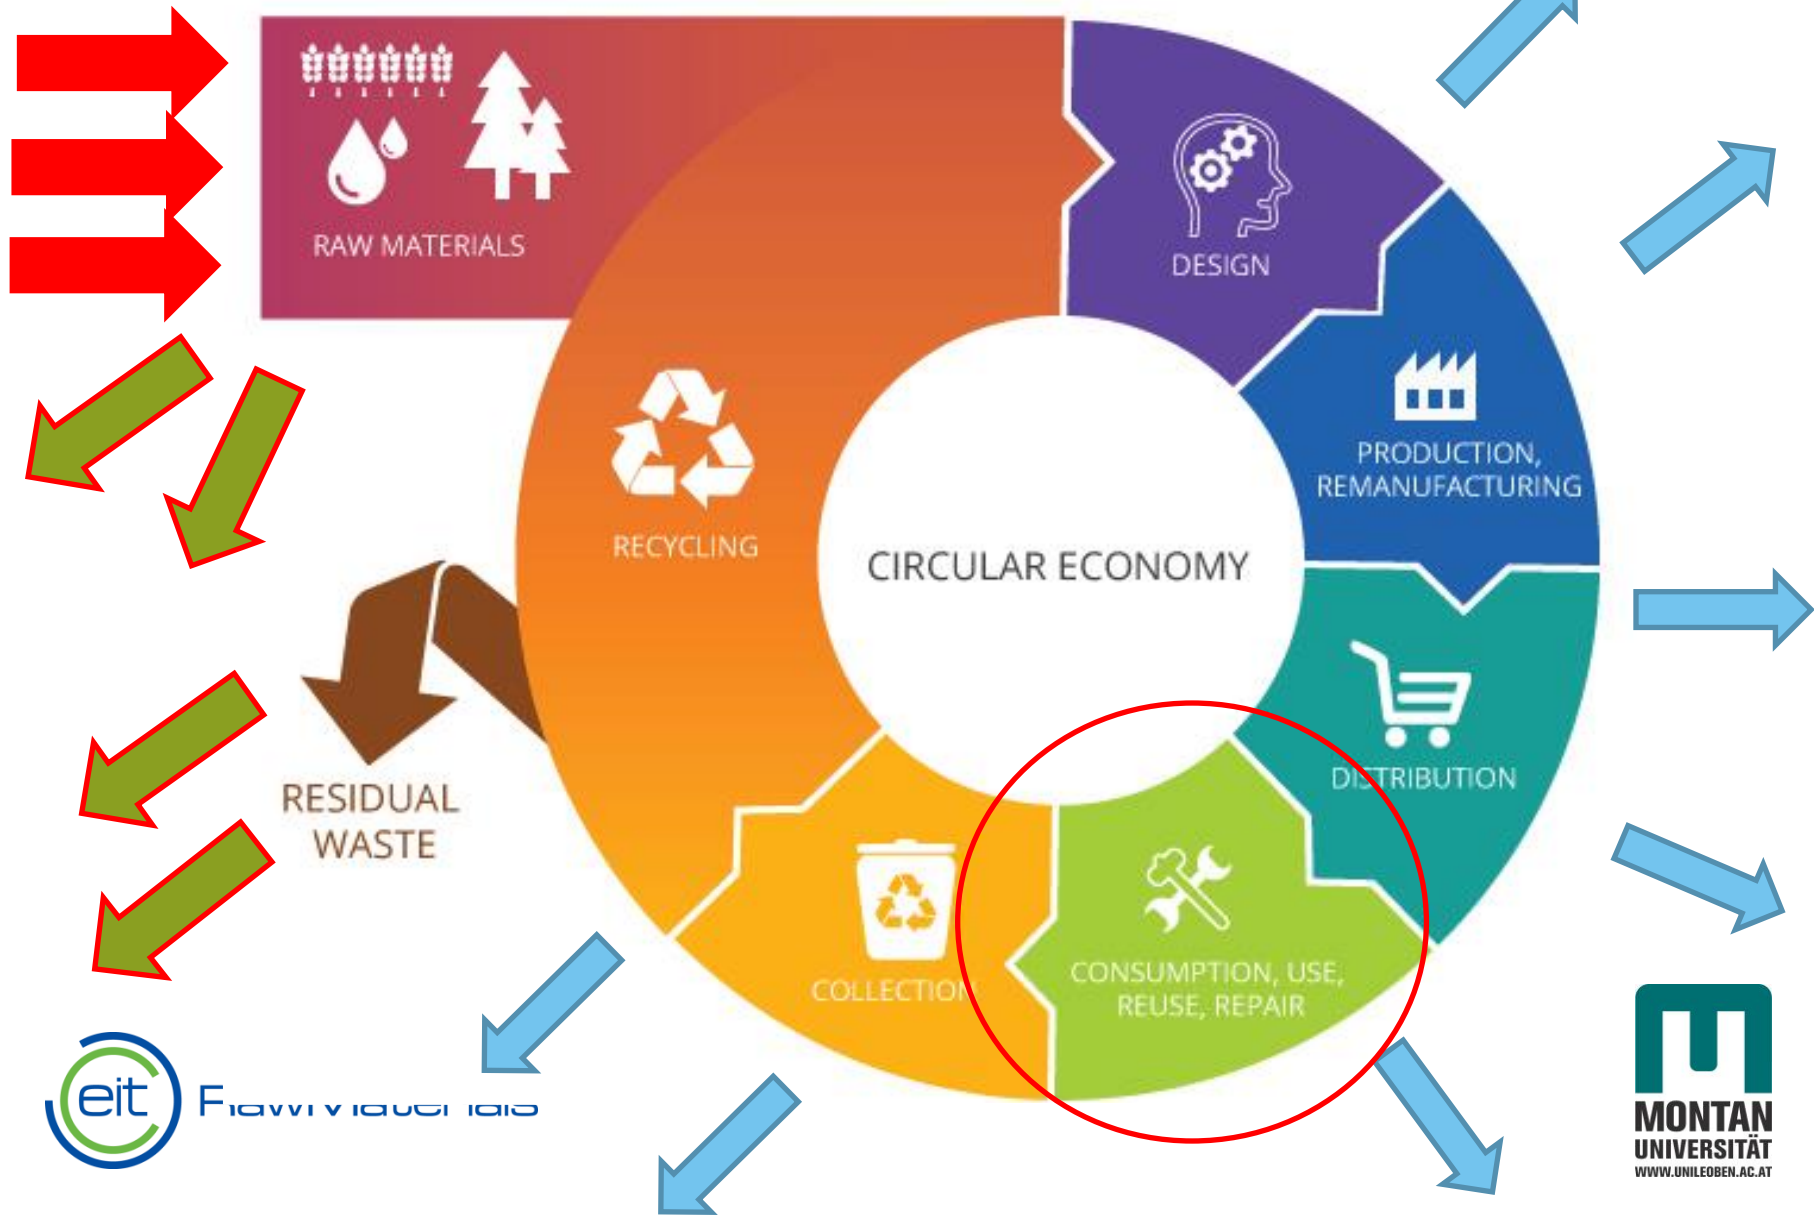 RAW MATERIALS
DESIGN
PRODUCTION,
REMANUFACTURING
RECYCLING
CIRCULAR ECONOMY
DISTRIBUTION
RESIDUAL
WASTE
COLLECTION
CONSUMPTION, USE,
REUSE, REPAIR
eit
MONTAN
UNIVERSITÄT
WWW.UNILEOBEN.AC.AT